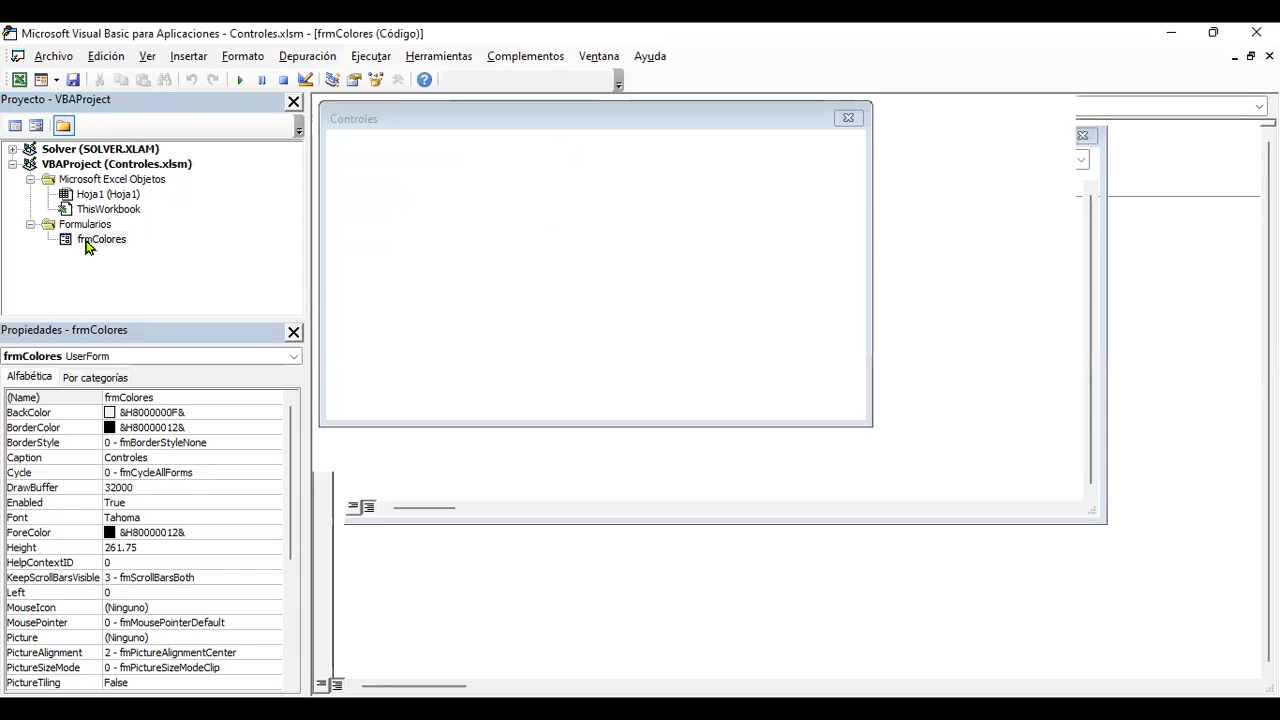 Microsoft Visual Basic para Aplicaciones - Controles.xlsm - [frmColores (Código)]
Archivo Edición Ver Insertar Formato Depuración Ejecutar Herramientas Complementos Ventana Ayuda
Proyecto - VBAProject
Controles
Solver (SOLVER.XLAM)
VBAProject (Controles.xlsm)
Microsoft Excel Objetos
Hoja1 (Hoja1)
ThisWorkbook
Formularios
frmColores
Propiedades - frmColores
frmColores UserForm
Alfabética Por categorías
(Name) frmColores
BackColor &H8000000F&
BorderColor &H80000012&
BorderStyle 0 - fmBorderStyleNone
Caption Controles
Cycle 0 - fmCycleAllForms
DrawBuffer 32000
Enabled True
Font Tahoma
ForeColor &H80000012&
Height 261.75
HelpContextID 0
KeepScrollBarsVisible 3 - fmScrollBarsBoth
Left 0
MouseIcon (Ninguno)
MousePointer 0 - fmMousePointerDefault
Picture (Ninguno)
PictureAlignment 2 - fmPictureAlignmentCenter
PictureSizeMode 0 - fmPictureSizeModeClip
PictureTiling False